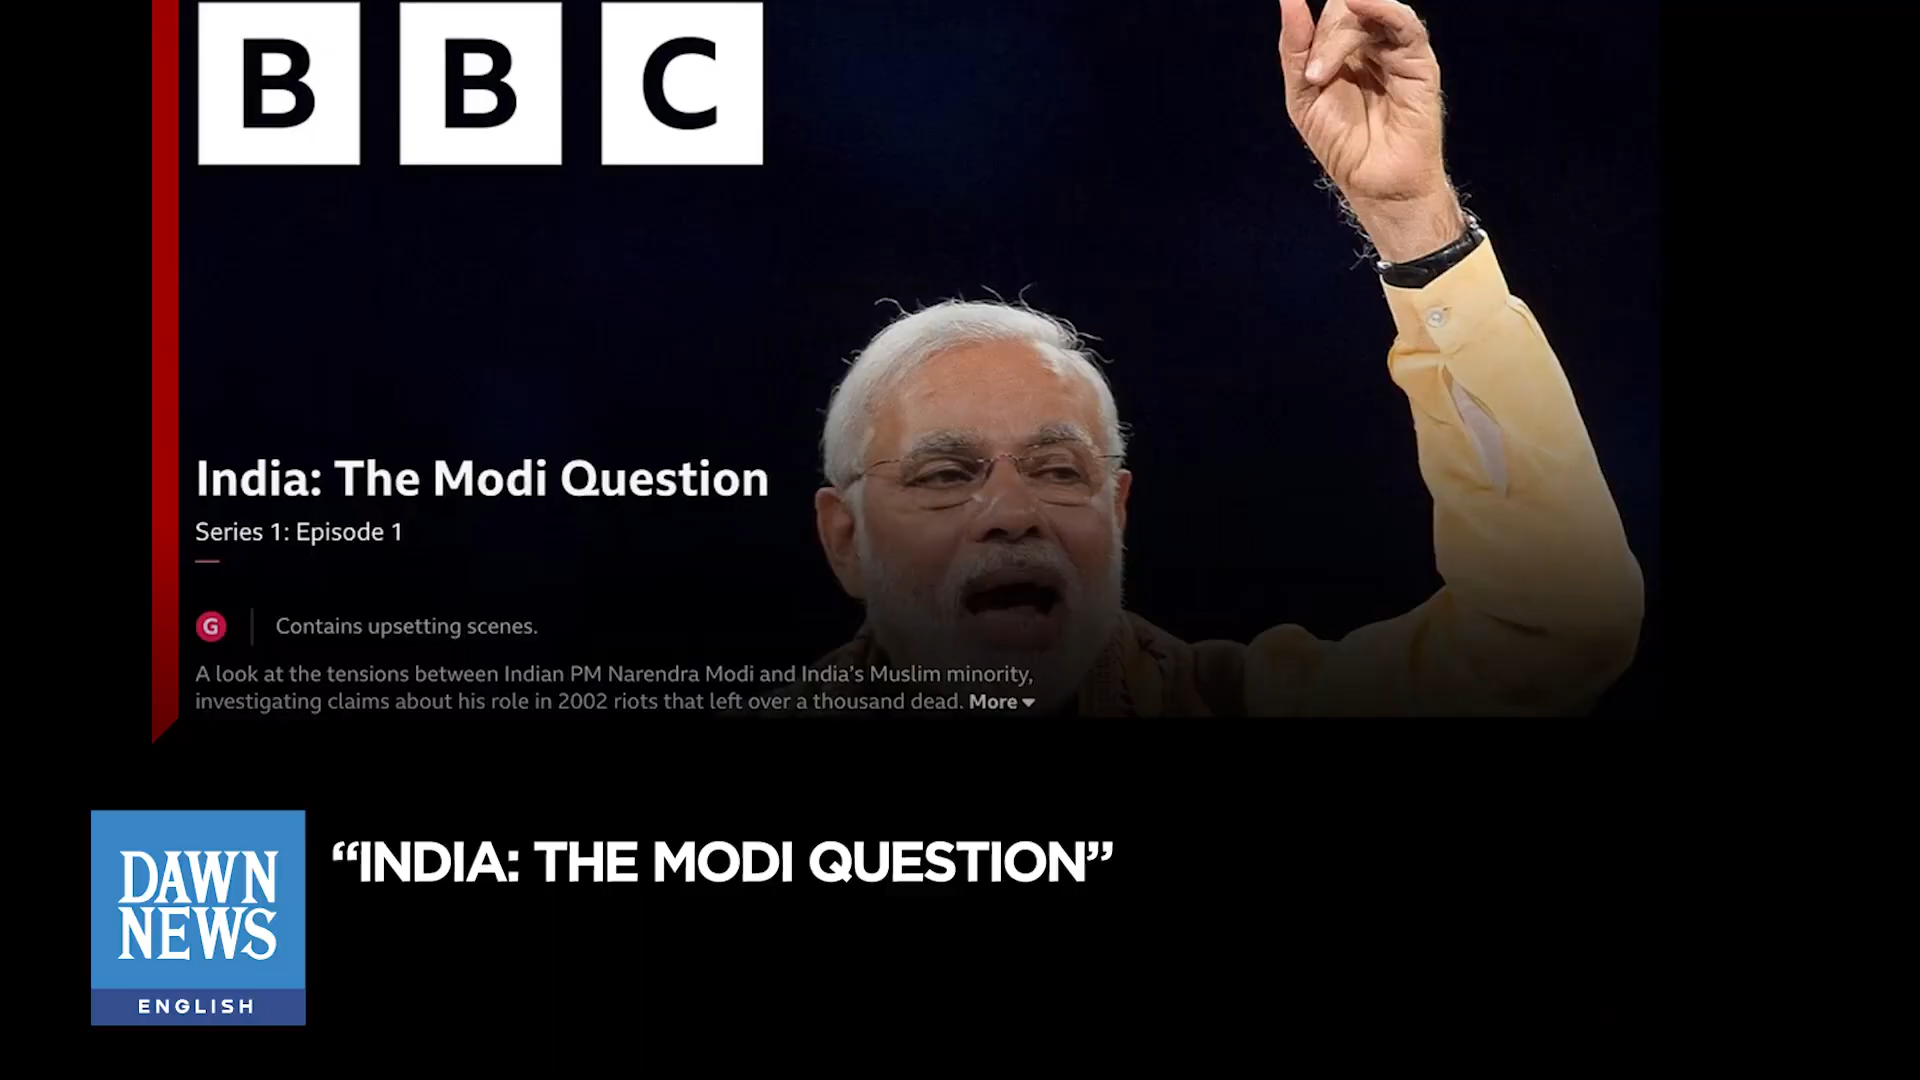 BBC
India: The Modi Question
Series 1: Episode 1
G Contains upsetting scenes.
A look at the tensions between Indian PM Narendra Modi and India's Muslim minority,
investigating claims about his role in 2002 riots that left over a thousand dead. More
DAWN
NEWS
ENGLISH
“INDIA: THE MODI QUESTION”